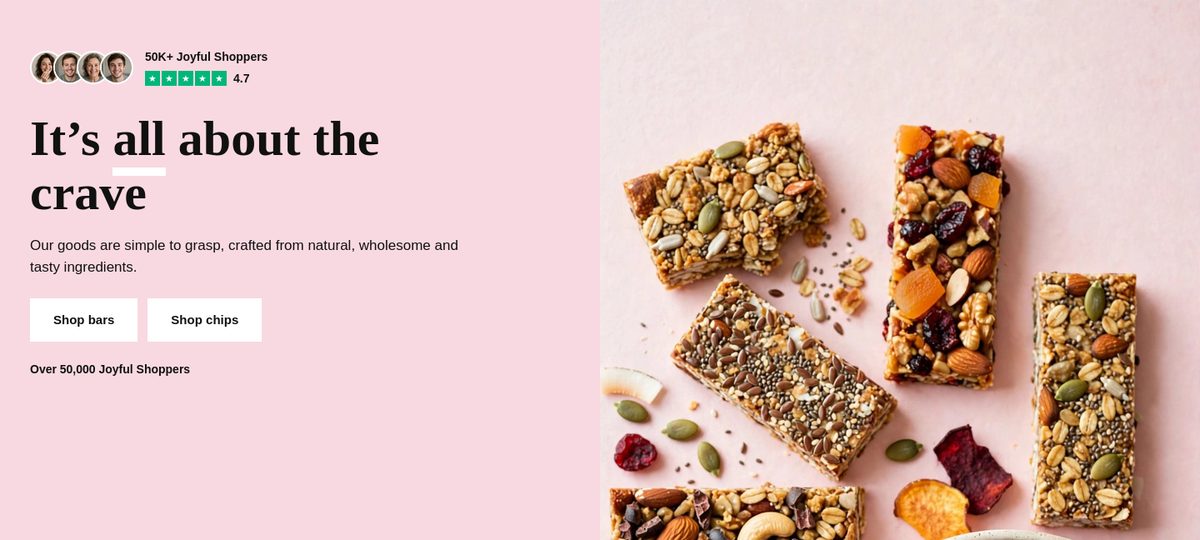 50K+ Joyful Shoppers
4.7
It’s all about the
crave
Our goods are simple to grasp, crafted from natural, wholesome and
tasty ingredients.
Shop bars Shop chips
Over 50,000 Joyful Shoppers